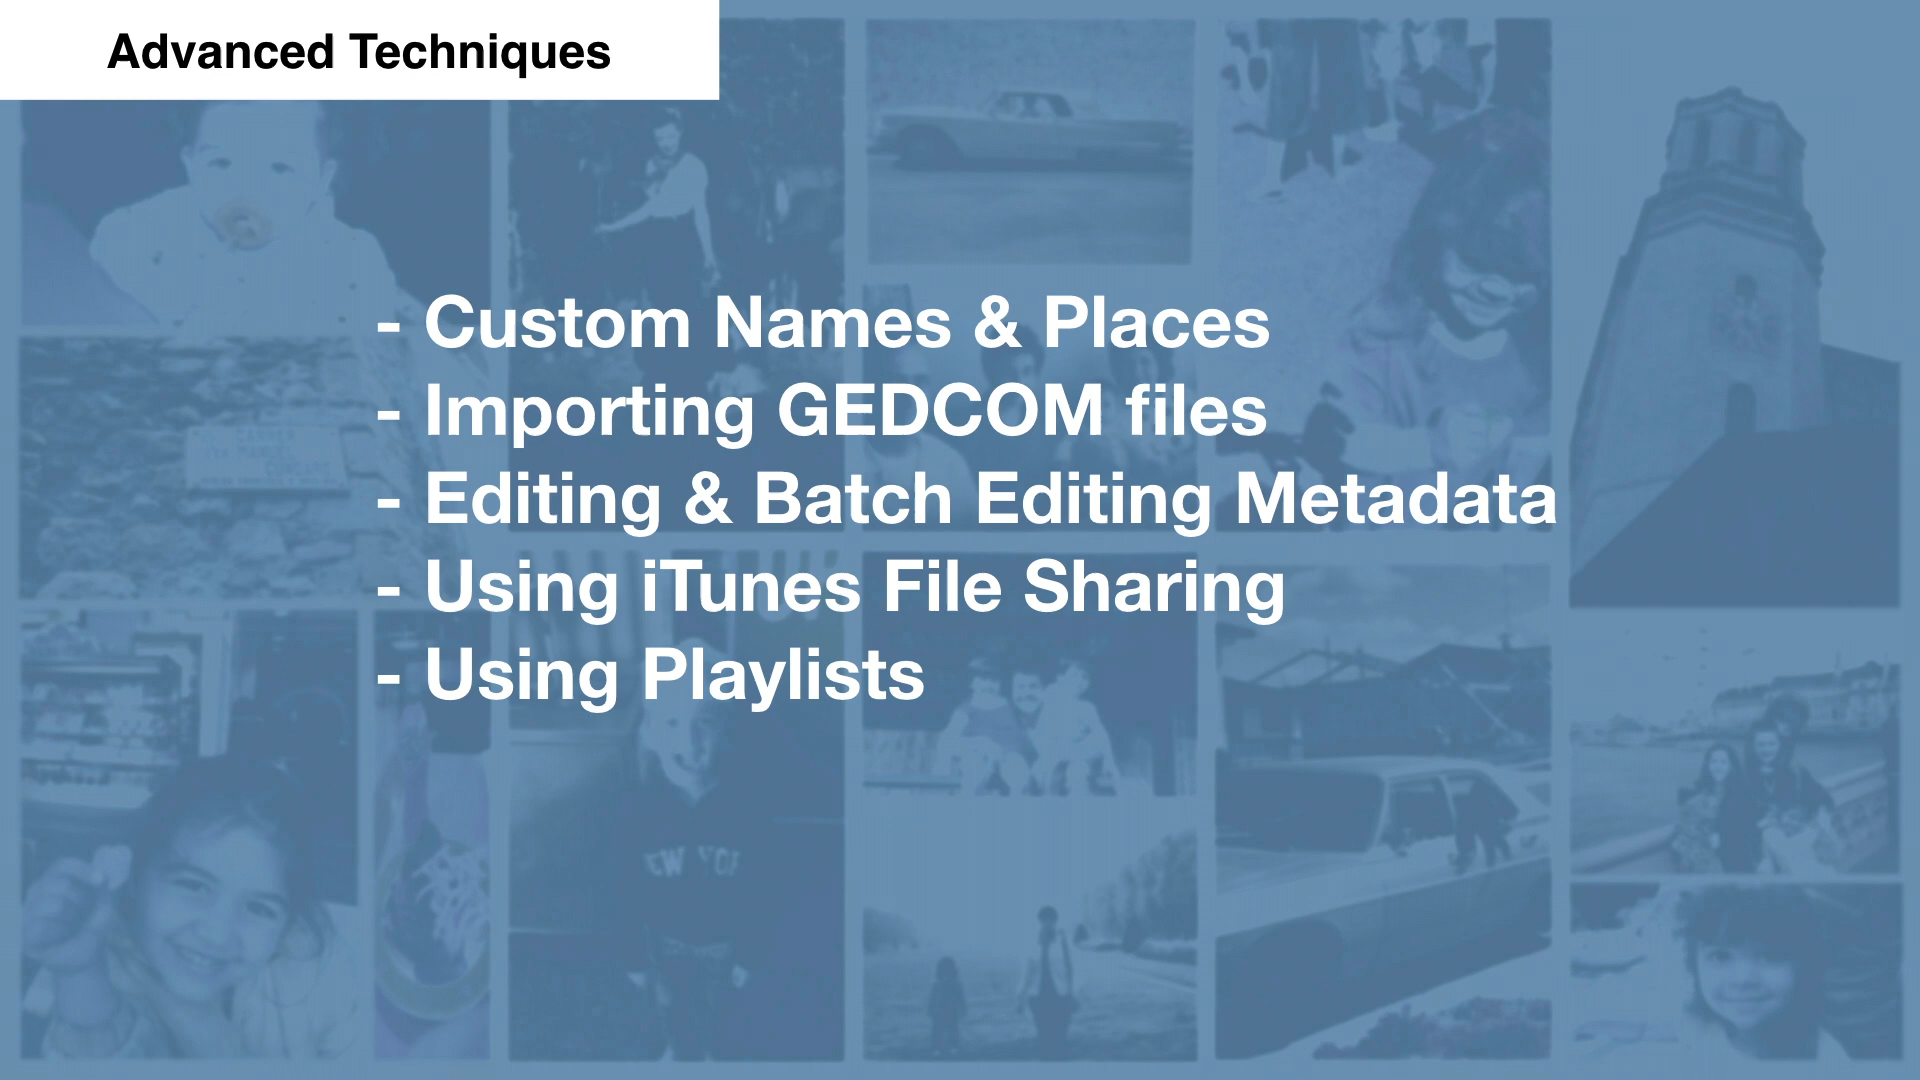 Advanced Techniques
- Custom Names & Places
- Importing GEDCOM files
- Editing & Batch Editing Metadata
- Using iTunes File Sharing
- Using Playlists